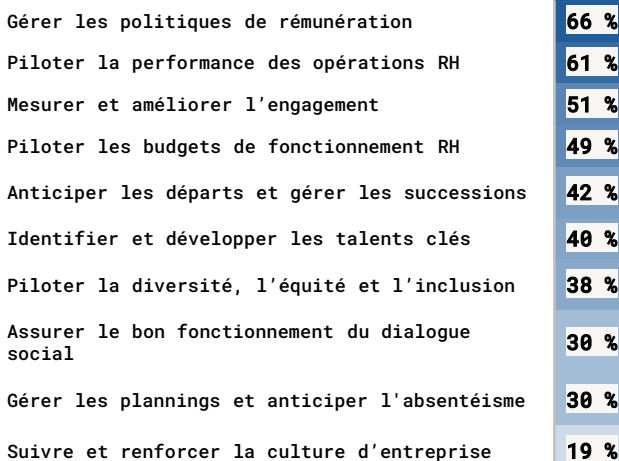 Gérer les politiques de rémunération 66 %
Piloter la performance des opérations RH 61 %
Mesurer et améliorer l’engagement 51 %
Piloter les budgets de fonctionnement RH 49 %
Anticiper les départs et gérer les successions 42 %
Identifier et développer les talents clés 40 %
Piloter la diversité, l’équité et l’inclusion 38 %
Assurer le bon fonctionnement du dialogue
social 30 %
Gérer les plannings et anticiper l'absentéisme 30 %
Suivre et renforcer la culture d’entreprise 19 %